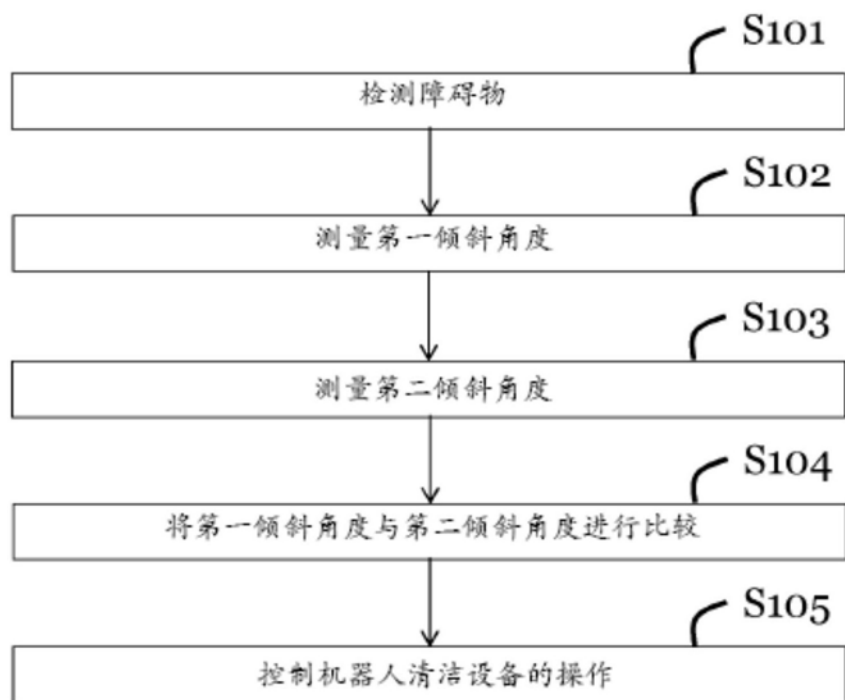 S101
检测障碍物
S102
测量第一倾斜角度
S103
测量第二倾斜角度
S104
将第一倾斜角度与第二倾斜角度进行比较
S105
控制机器人清洁设备的操作